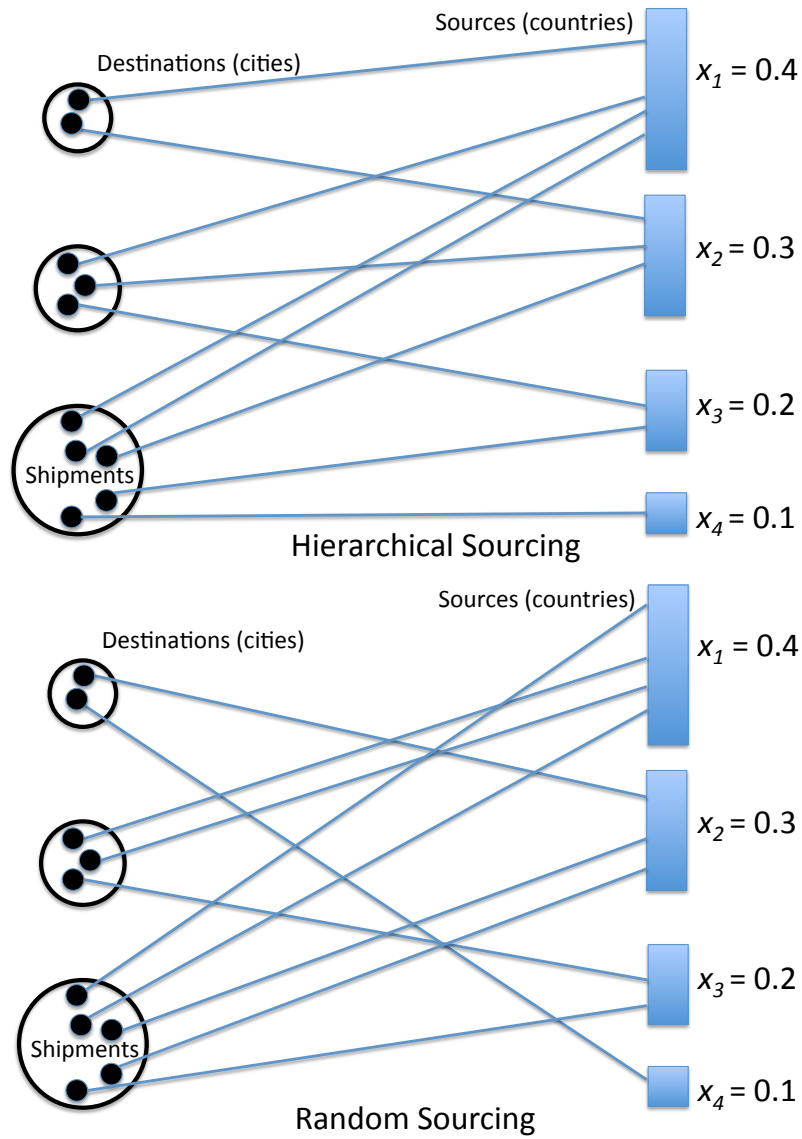 Sources (countries)
Destinations (cities)
x1 = 0.4
x2 = 0.3
x3 = 0.2
Shipments
x4 = 0.1
Hierarchical Sourcing
Sources (countries)
Destinations (cities)
x1 = 0.4
x2 = 0.3
x3 = 0.2
Shipments
x4 = 0.1
Random Sourcing